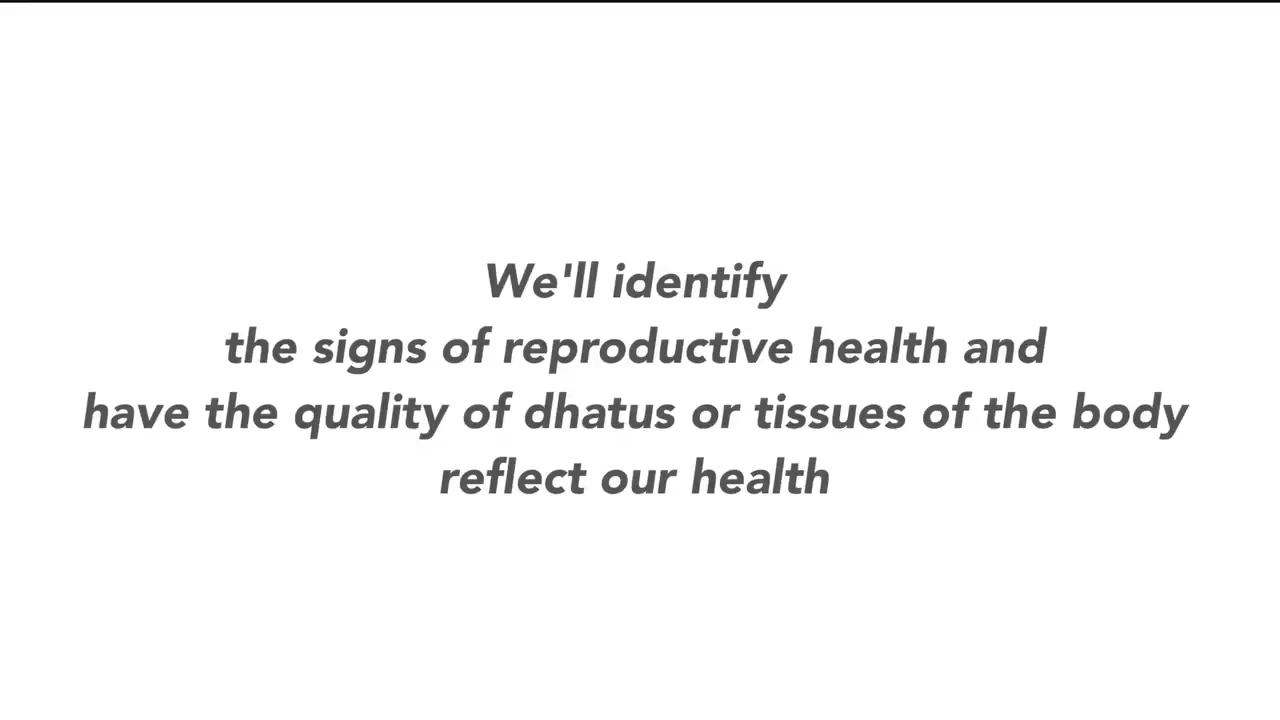 We'll identify
the signs of reproductive health and
have the quality of dhatus or tissues of the body
reflect our health